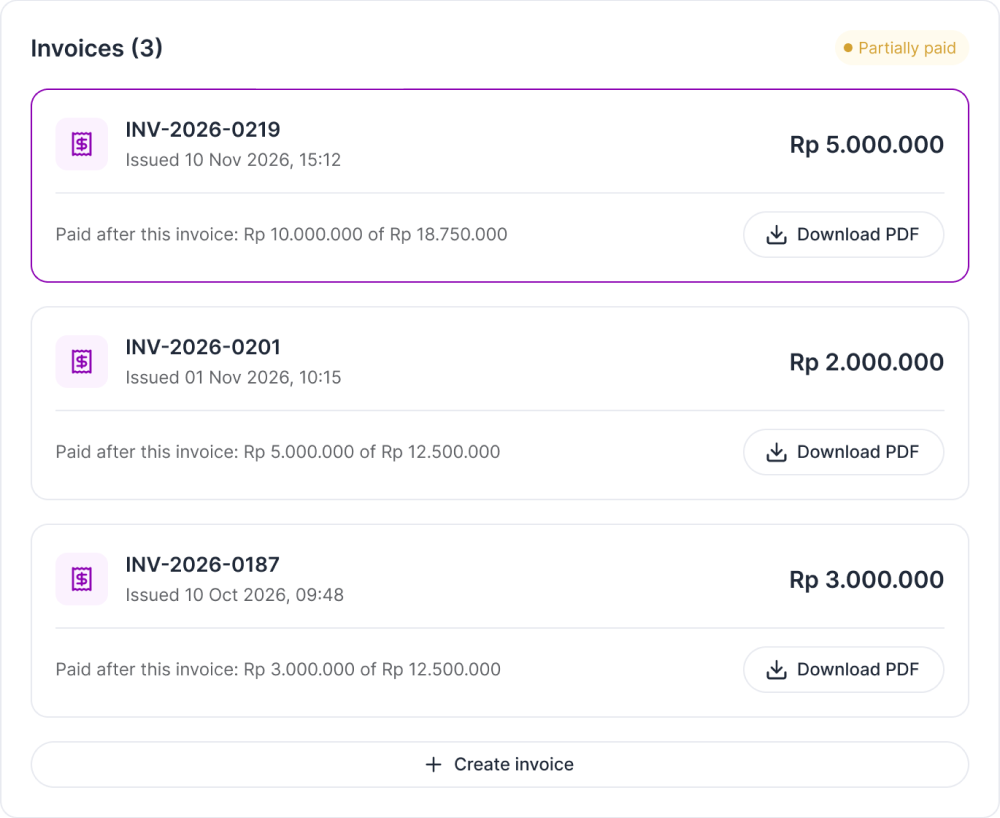 Invoices (3)
Partially paid
INV-2026-0219
Issued 10 Nov 2026, 15:12
Rp 5.000.000
Paid after this invoice: Rp 10.000.000 of Rp 18.750.000
Download PDF
INV-2026-0201
Issued 01 Nov 2026, 10:15
Rp 2.000.000
Paid after this invoice: Rp 5.000.000 of Rp 12.500.000
Download PDF
INV-2026-0187
Issued 10 Oct 2026, 09:48
Rp 3.000.000
Paid after this invoice: Rp 3.000.000 of Rp 12.500.000
Download PDF
Create invoice